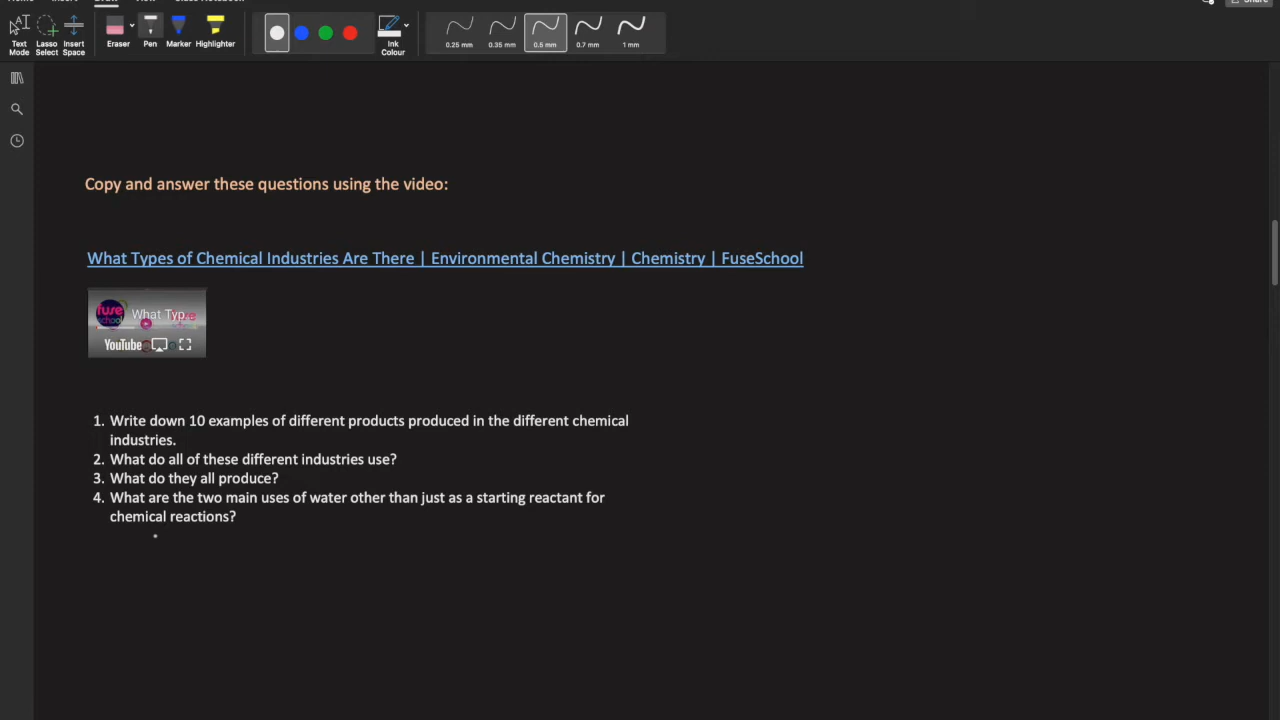 Text Mode
Lasso Select
Insert Space
Eraser
Pen
Marker
Highlighter
Ink Colour
0.25 mm
0.35 mm
0.5 mm
0.7 mm
1 mm
Copy and answer these questions using the video:
What Types of Chemical Industries Are There | Environmental Chemistry | Chemistry | FuseSchool
fuse school
What Typ...
YouTube
1. Write down 10 examples of different products produced in the different chemical
industries.
2. What do all of these different industries use?
3. What do they all produce?
4. What are the two main uses of water other than just as a starting reactant for
chemical reactions?